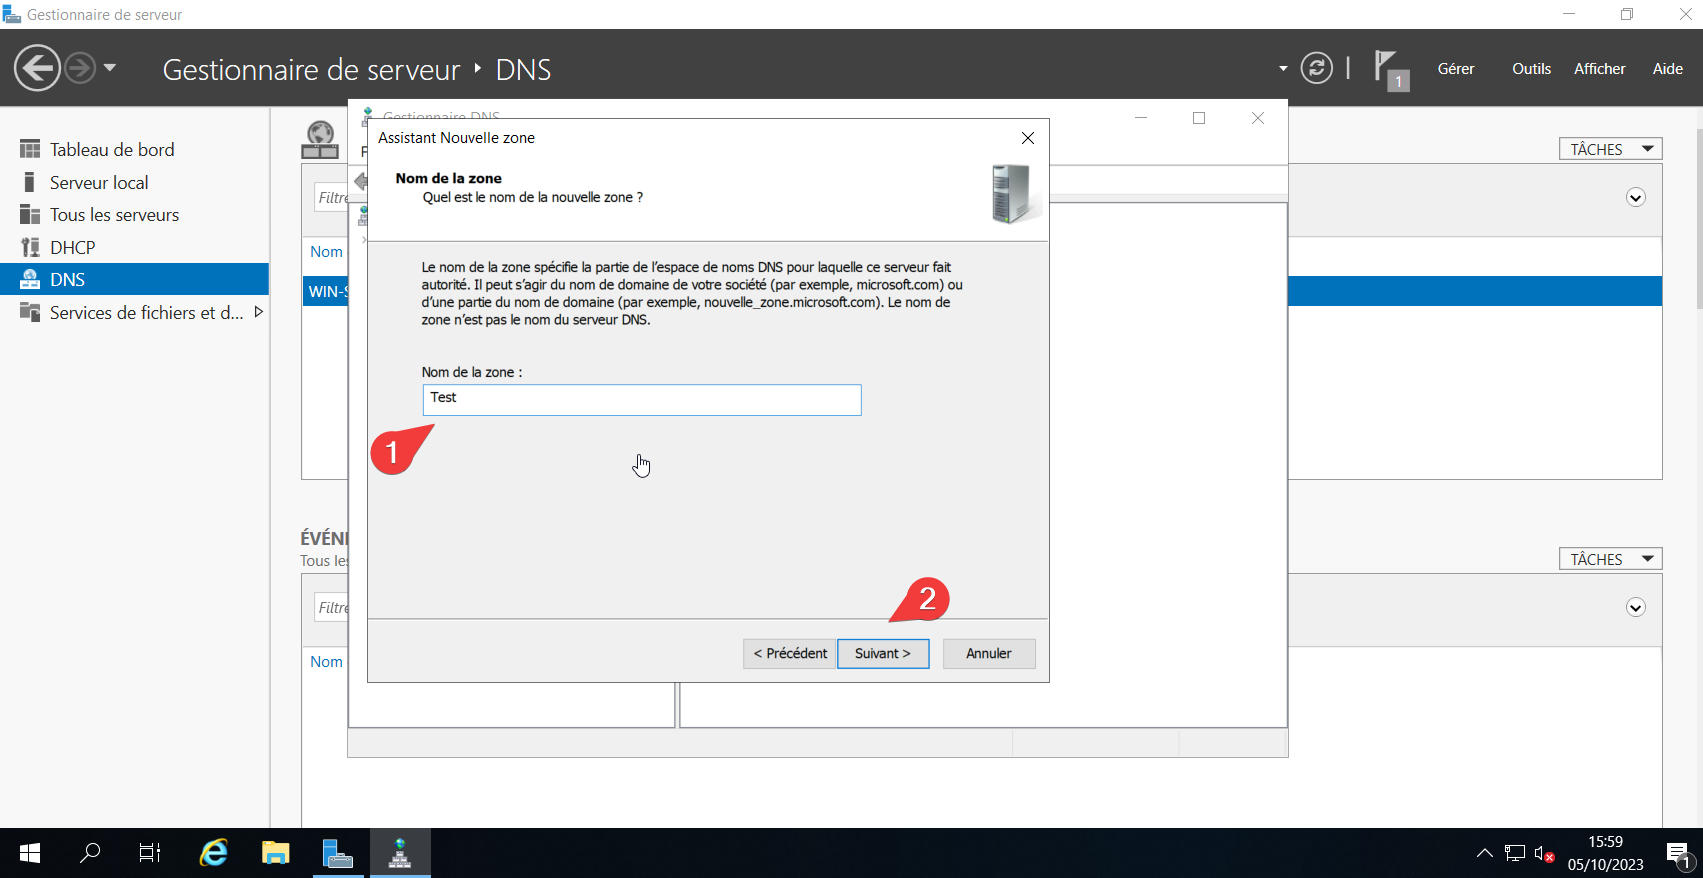 Gestionnaire de serveur
Gestionnaire de serveur DNS
1
Gérer Outils Afficher Aide
Tableau de bord
Serveur local
Tous les serveurs
DHCP
DNS
Services de fichiers et d...
TÂCHES
Filtre
Nom
WIN-S
Gestionnaire DNS
Assistant Nouvelle zone
Nom de la zone
Quel est le nom de la nouvelle zone ?
Le nom de la zone spécifie la partie de l'espace de noms DNS pour laquelle ce serveur fait
autorité. Il peut s'agir du nom de domaine de votre société (par exemple, microsoft.com) ou
d'une partie du nom de domaine (par exemple, nouvelle_zone.microsoft.com). Le nom de
zone n'est pas le nom du serveur DNS.
Nom de la zone :
Test
1
2
< Précédent Suivant > Annuler
ÉVÉN
Tous les
TÂCHES
Filtre
Nom
15:59
05/10/2023
1